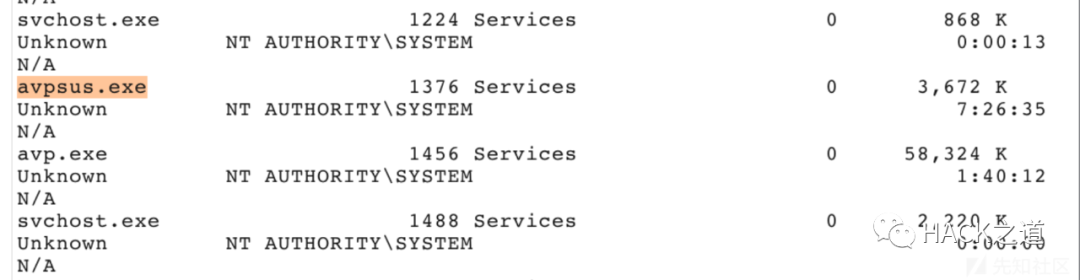 N/A
svchost.exe 1224 Services 0 868 K
Unknown NT AUTHORITY\SYSTEM 0:00:13
N/A
avpsus.exe 1376 Services 0 3,672 K
Unknown NT AUTHORITY\SYSTEM 7:26:35
N/A
avp.exe 1456 Services 0 58,324 K
Unknown NT AUTHORITY\SYSTEM 1:40:12
N/A
svchost.exe 1488 Services 0 2,220 K
HACK之道
Unknown NT AUTHORITY\SYSTEM 0:00:00
N/A
先知社区